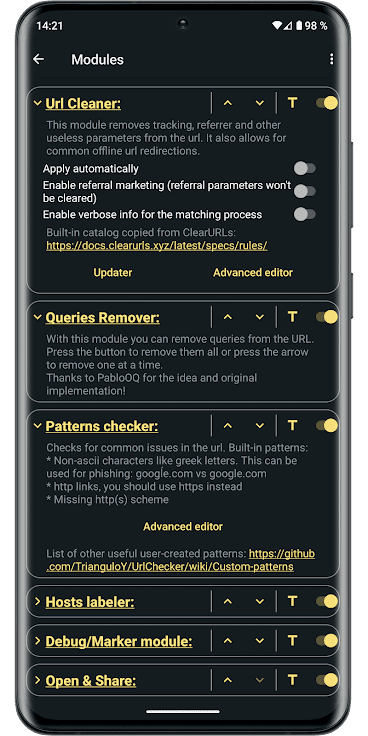 14:21
98 %
Modules
Url Cleaner:
T
This module removes tracking, referrer and other
useless parameters from the url. It also allows for
common offline url redirections.
Apply automatically
Enable referral marketing (referral parameters won't
be cleared)
Enable verbose info for the matching process
Built-in catalog copied from ClearURLs:
https://docs.clearurls.xyz/latest/specs/rules/
Updater
Advanced editor
Queries Remover:
T
With this module you can remove queries from the URL.
Press the button to remove them all or press the arrow
to remove one at a time.
Thanks to PabloOQ for the idea and original
implementation!
Patterns checker:
T
Checks for common issues in the url. Built-in patterns:
* Non-ascii characters like greek letters. This can be
used for phishing: google.com vs google.com
* http links, you should use https instead
* Missing http(s) scheme
Advanced editor
List of other useful user-created patterns: https://github
.com/TrianguloY/UrlChecker/wiki/Custom-patterns
Hosts labeler:
T
Debug/Marker module:
T
Open & Share:
T